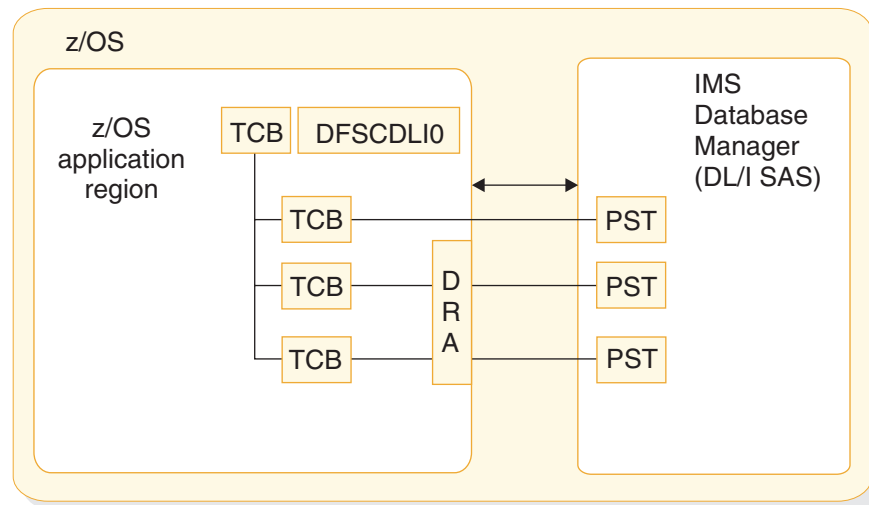 z/OS
z/OS
application
region
TCB
DFSCDLI0
IMS
Database
Manager
(DL/I SAS)
TCB
PST
TCB
D
R
A
PST
TCB
PST